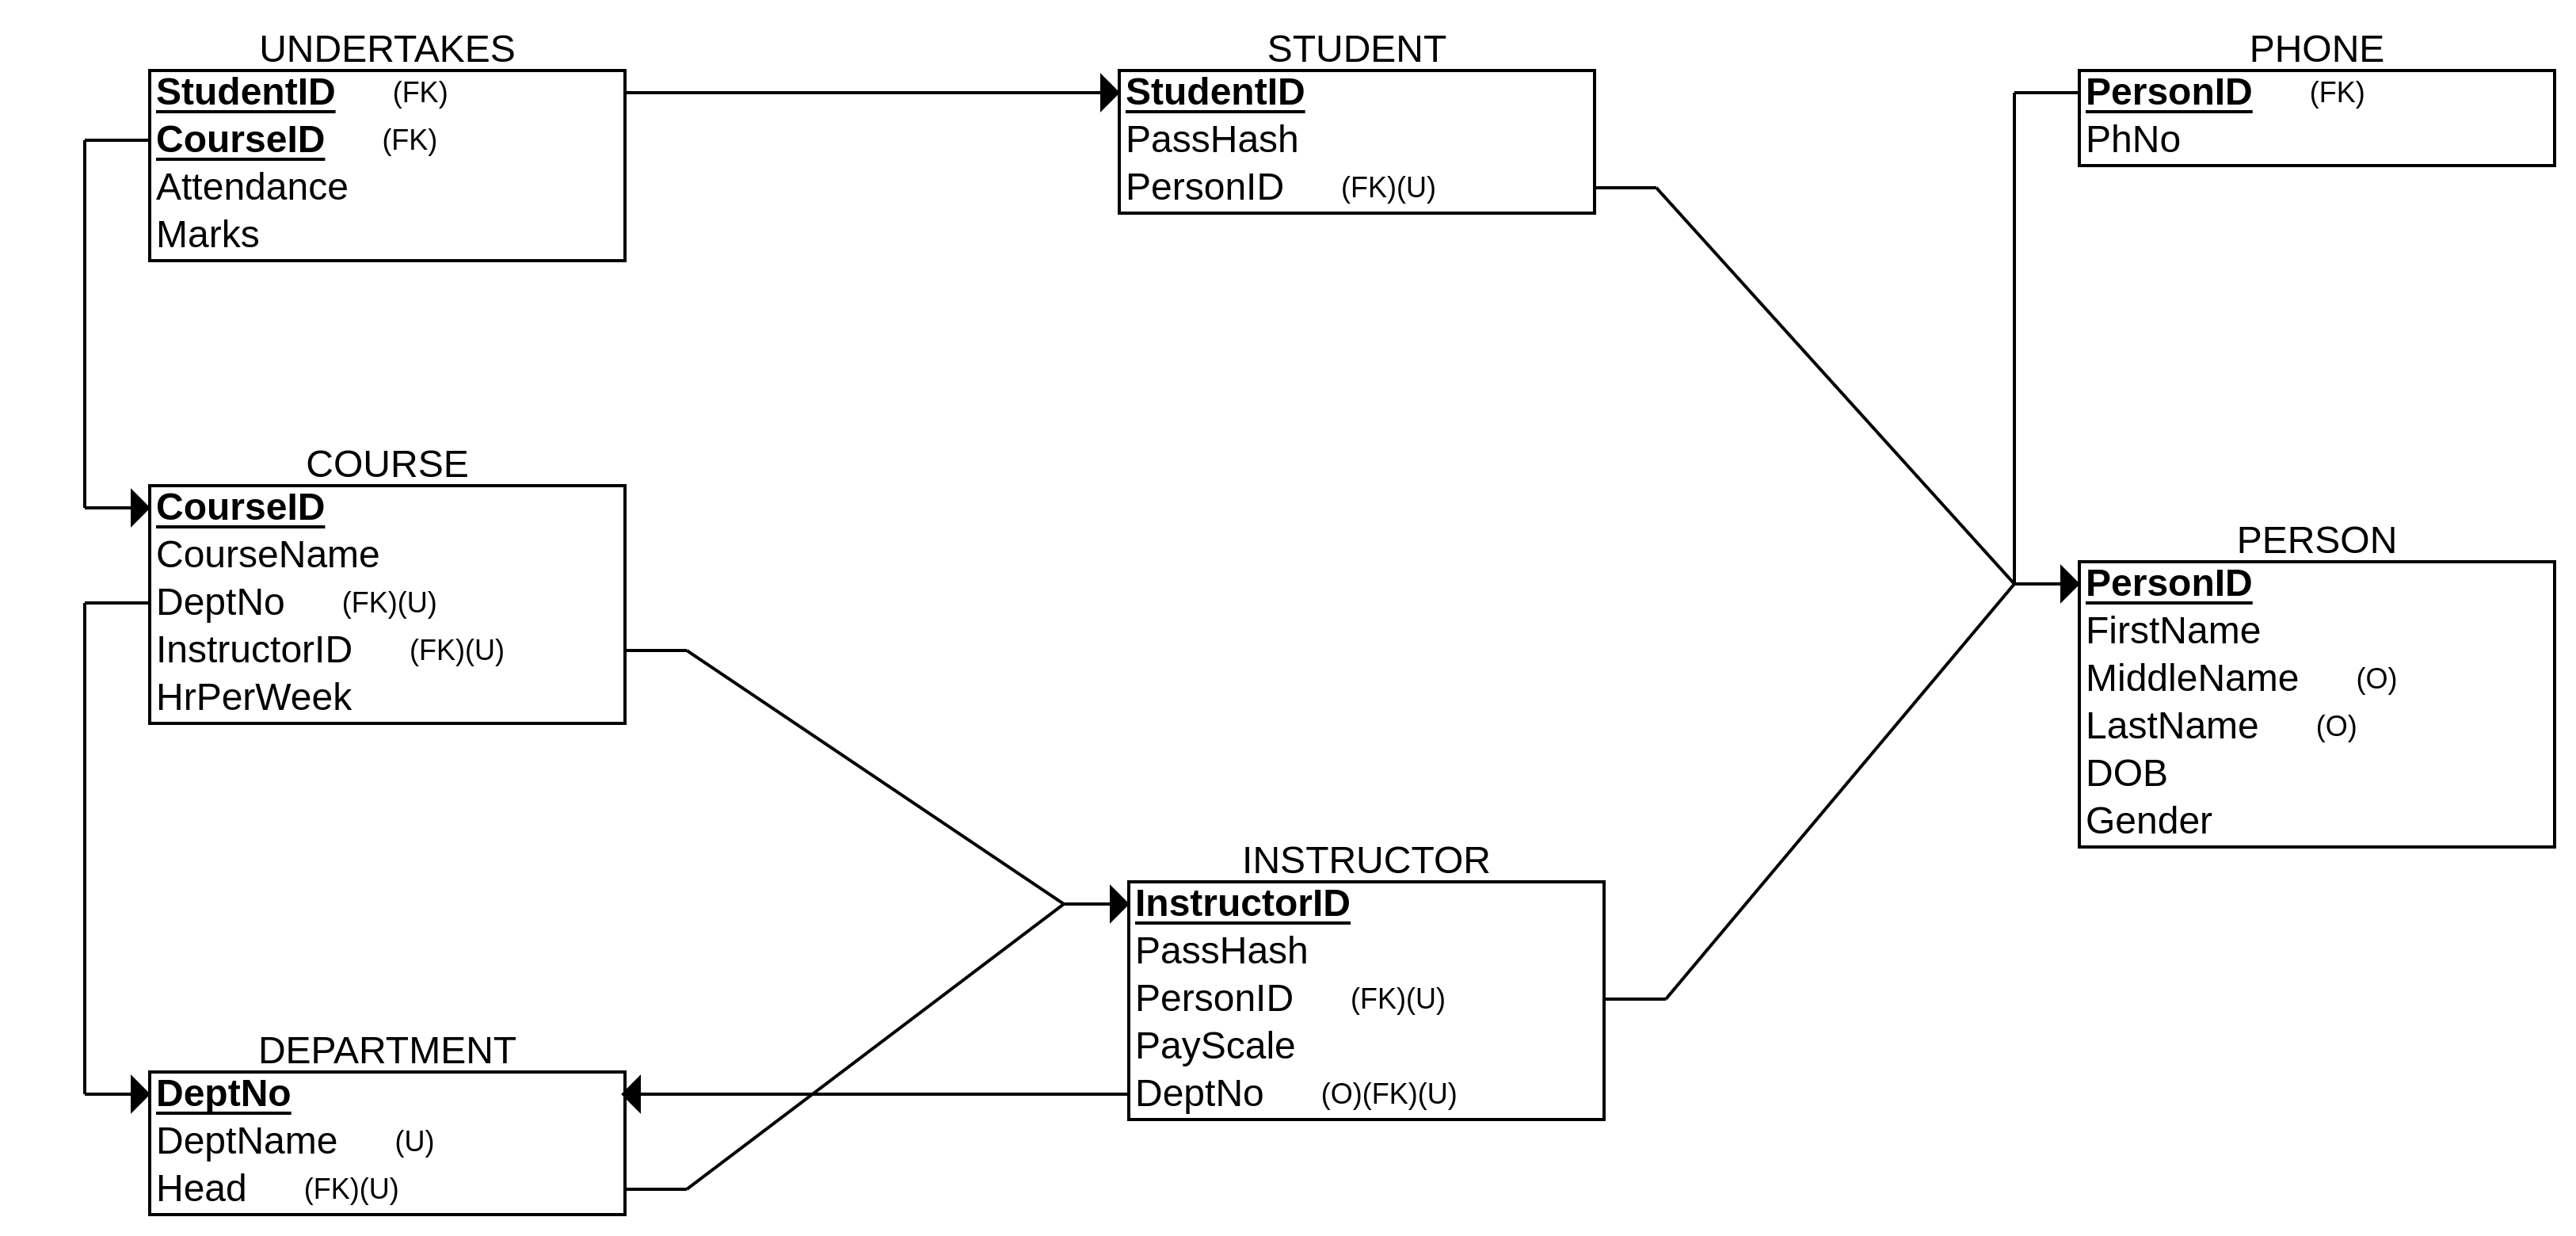 UNDERTAKES
StudentID (FK)
CourseID (FK)
Attendance
Marks
STUDENT
StudentID
PassHash
PersonID (FK)(U)
PHONE
PersonID (FK)
PhNo
COURSE
CourseID
CourseName
DeptNo (FK)(U)
InstructorID (FK)(U)
HrPerWeek
PERSON
PersonID
FirstName
MiddleName (O)
LastName (O)
DOB
Gender
INSTRUCTOR
InstructorID
PassHash
PersonID (FK)(U)
PayScale
DeptNo (O)(FK)(U)
DEPARTMENT
DeptNo
DeptName (U)
Head (FK)(U)